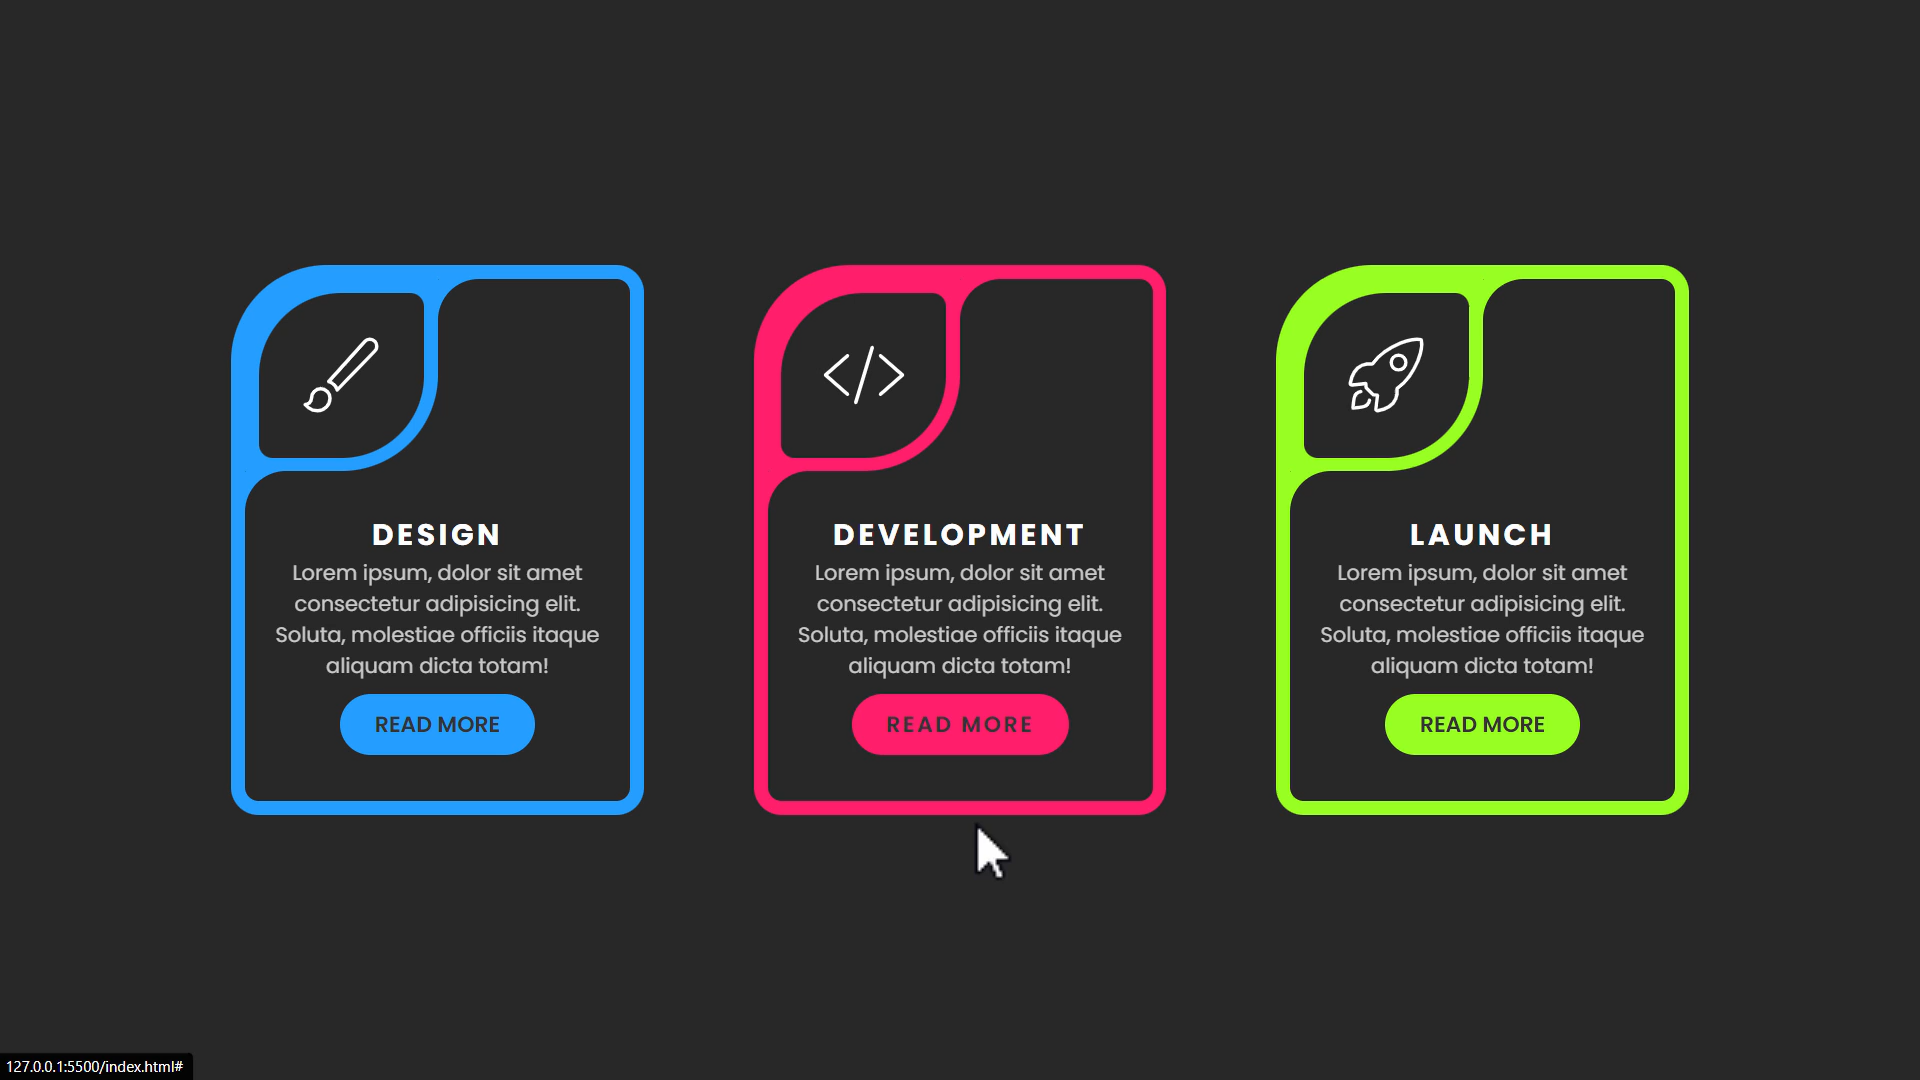 DESIGN
Lorem ipsum, dolor sit amet
consectetur adipisicing elit.
Soluta, molestiae officiis itaque
aliquam dicta totam!
READ MORE
DEVELOPMENT
Lorem ipsum, dolor sit amet
consectetur adipisicing elit.
Soluta, molestiae officiis itaque
aliquam dicta totam!
READ MORE
LAUNCH
Lorem ipsum, dolor sit amet
consectetur adipisicing elit.
Soluta, molestiae officiis itaque
aliquam dicta totam!
READ MORE
127.0.0.1:5500/index.html#